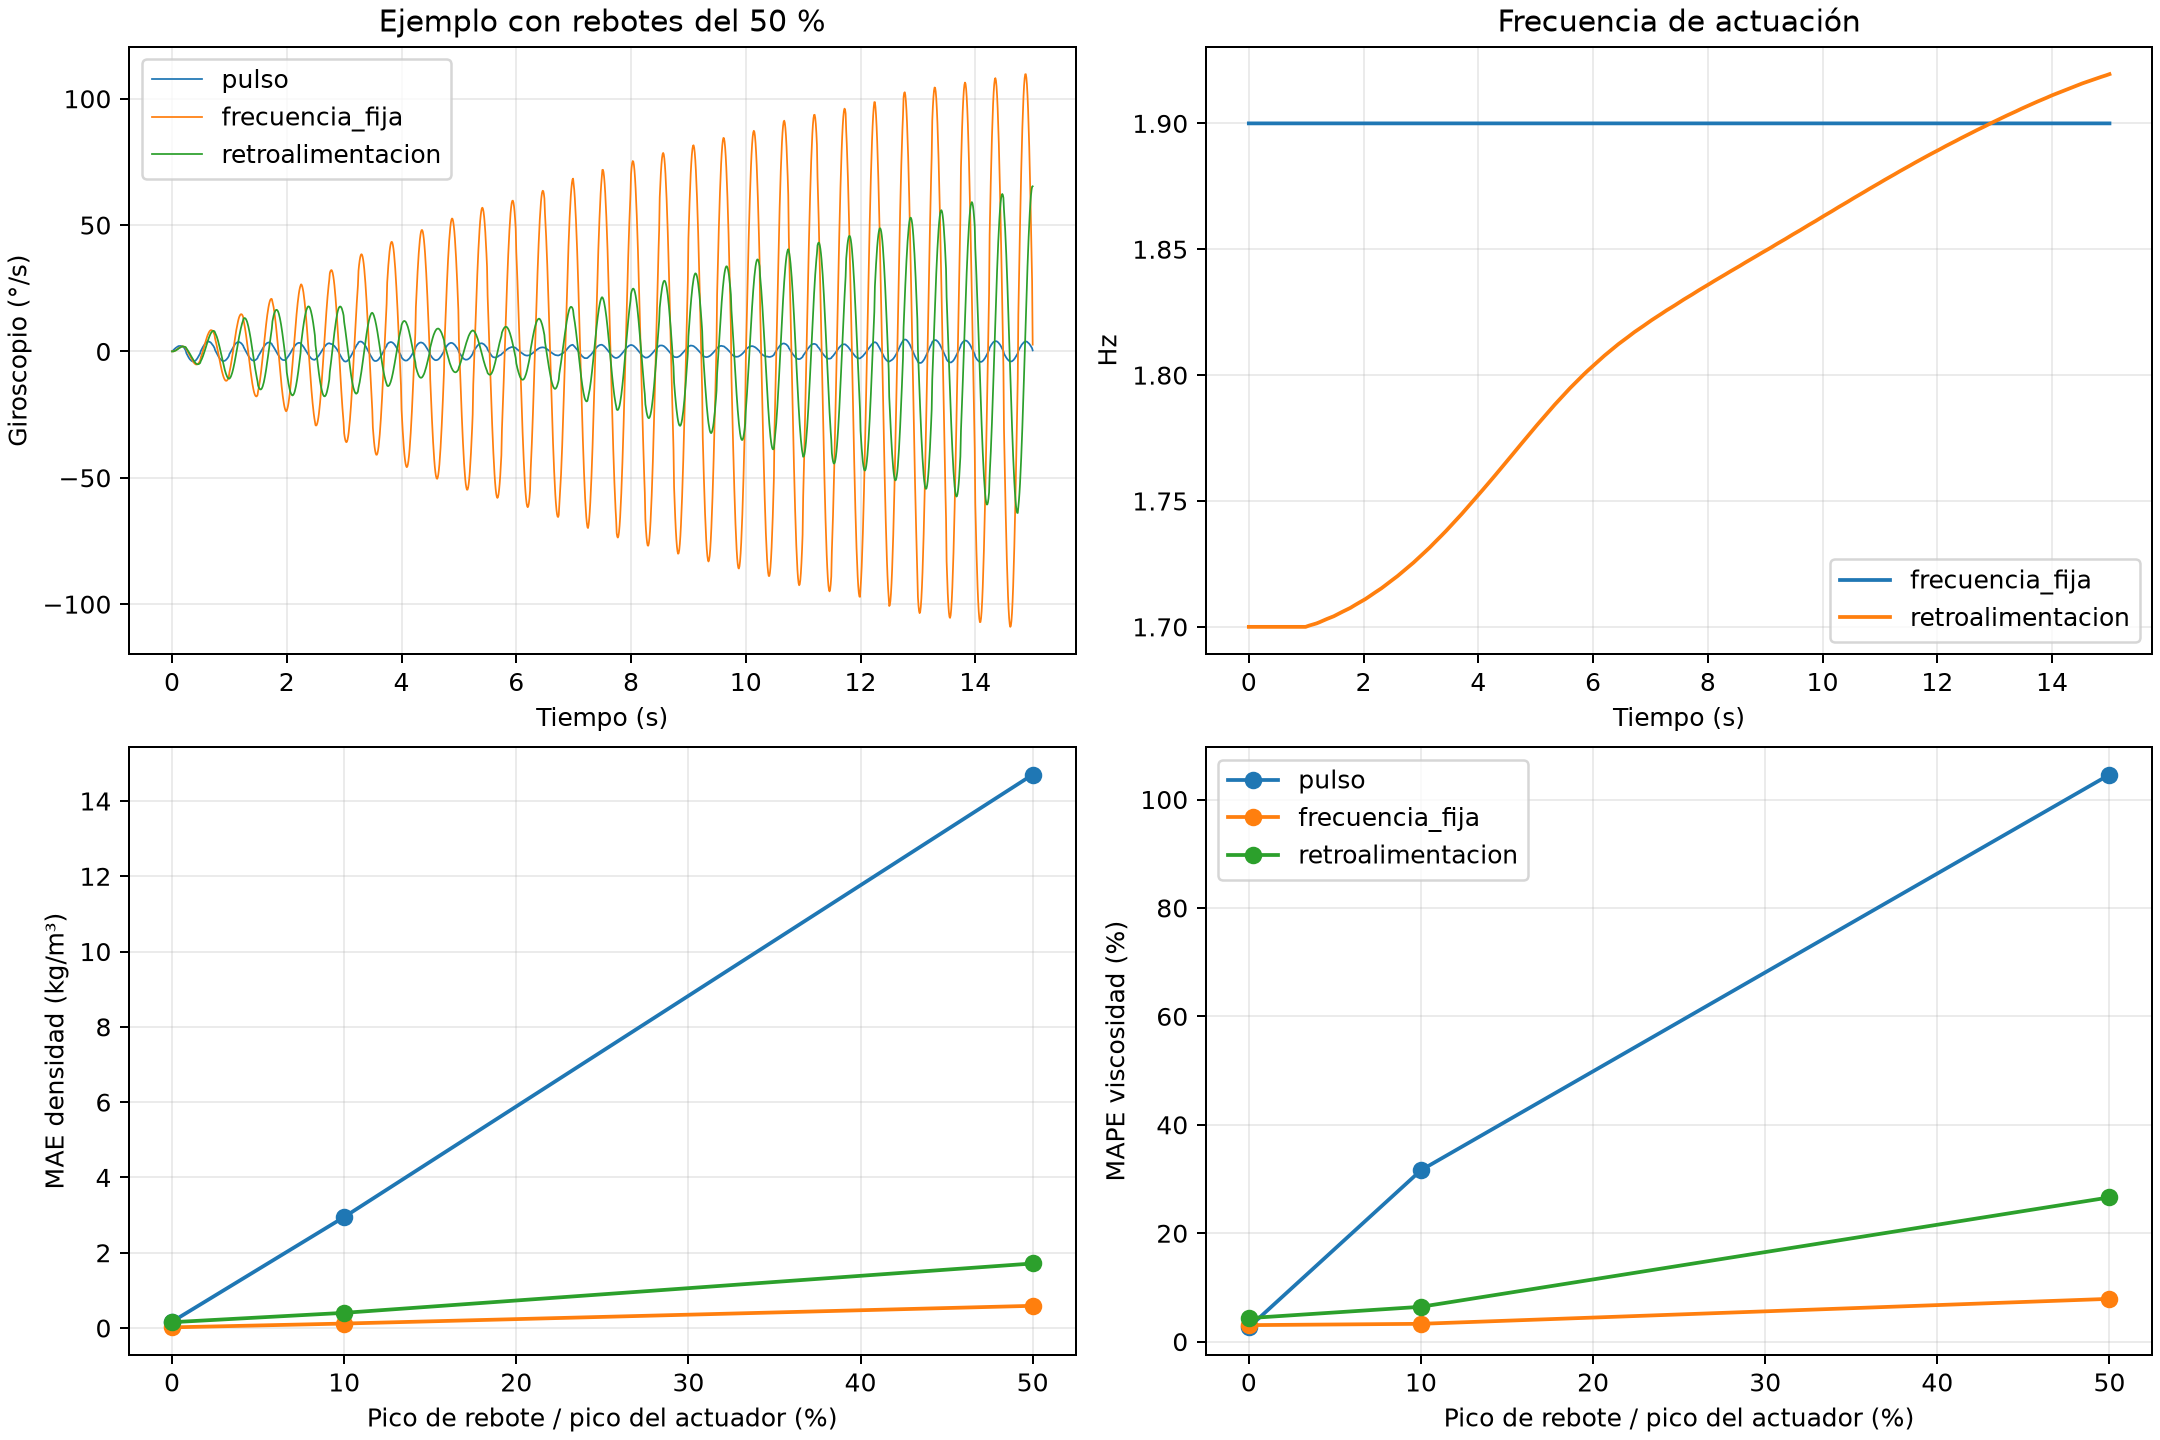 Ejemplo con rebotes del 50 %
pulso
frecuencia_fija
retroalimentacion
Giroscopio (°/s)
100
50
0
−50
−100
0 2 4 6 8 10 12 14
Tiempo (s)
Frecuencia de actuación
Hz
1.90
1.85
1.80
1.75
1.70
frecuencia_fija
retroalimentacion
0 2 4 6 8 10 12 14
Tiempo (s)
MAE densidad (kg/m³)
14
12
10
8
6
4
2
0
0 10 20 30 40 50
Pico de rebote / pico del actuador (%)
pulso
frecuencia_fija
retroalimentacion
MAPE viscosidad (%)
100
80
60
40
20
0
0 10 20 30 40 50
Pico de rebote / pico del actuador (%)